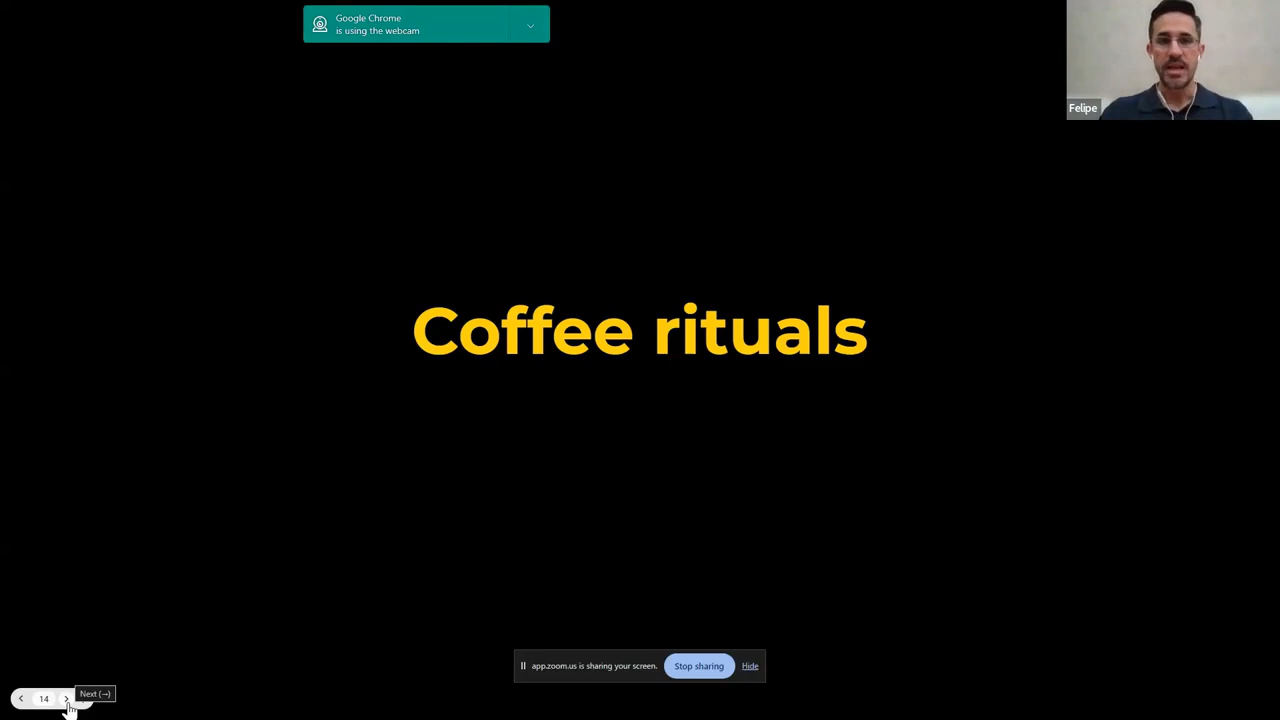 Google Chrome
is using the webcam
Felipe
Coffee rituals
app.zoom.us is sharing your screen.
Stop sharing
Hide
14
Next (→)